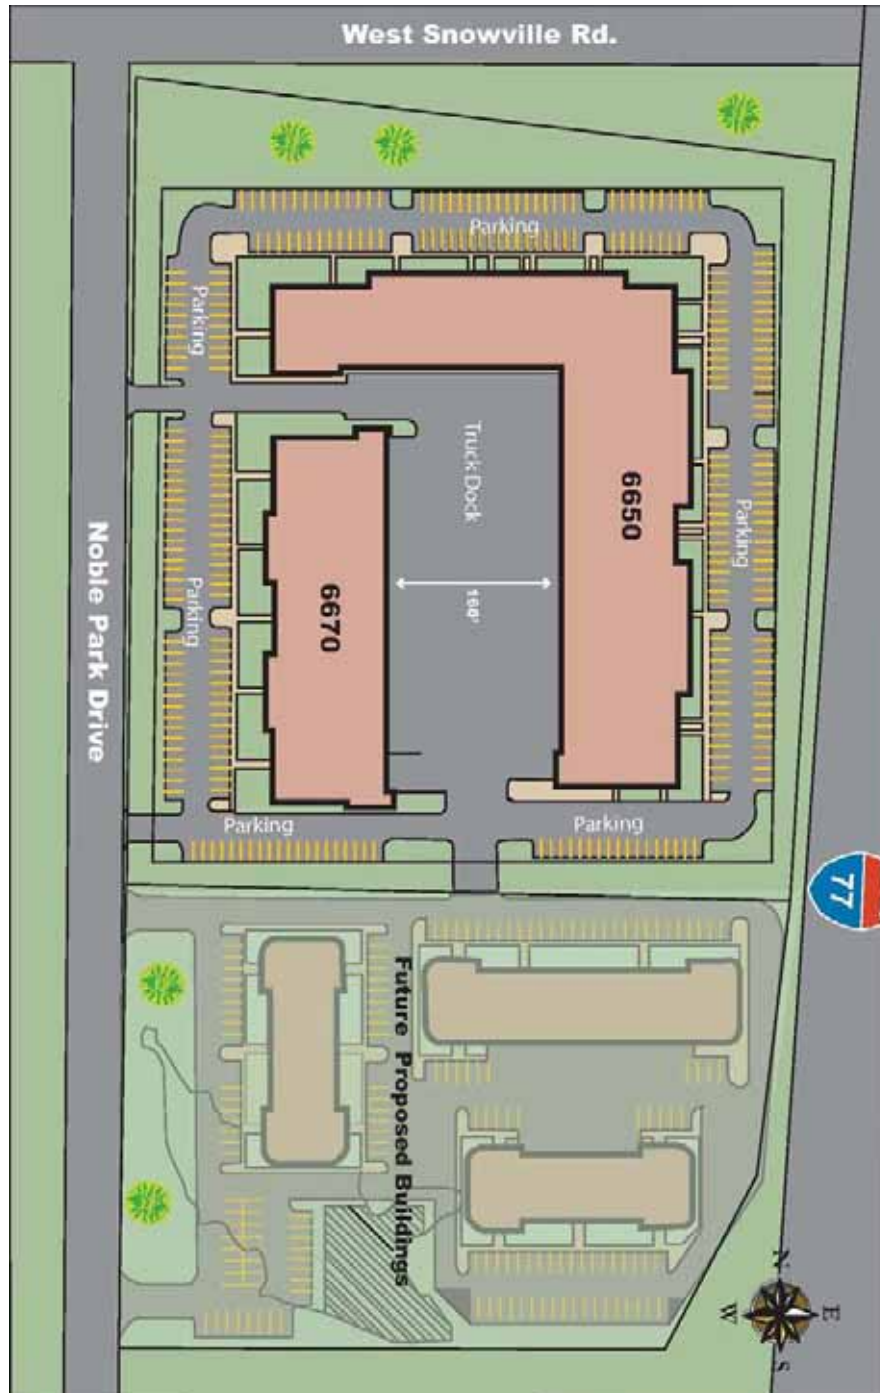 West Snowville Rd.
Parking
Parking
Truck Dock
6650
Parking
Noble Park Drive
Parking
6670
Parking
Parking
77
Future Proposed Buildings
N
W
E
S